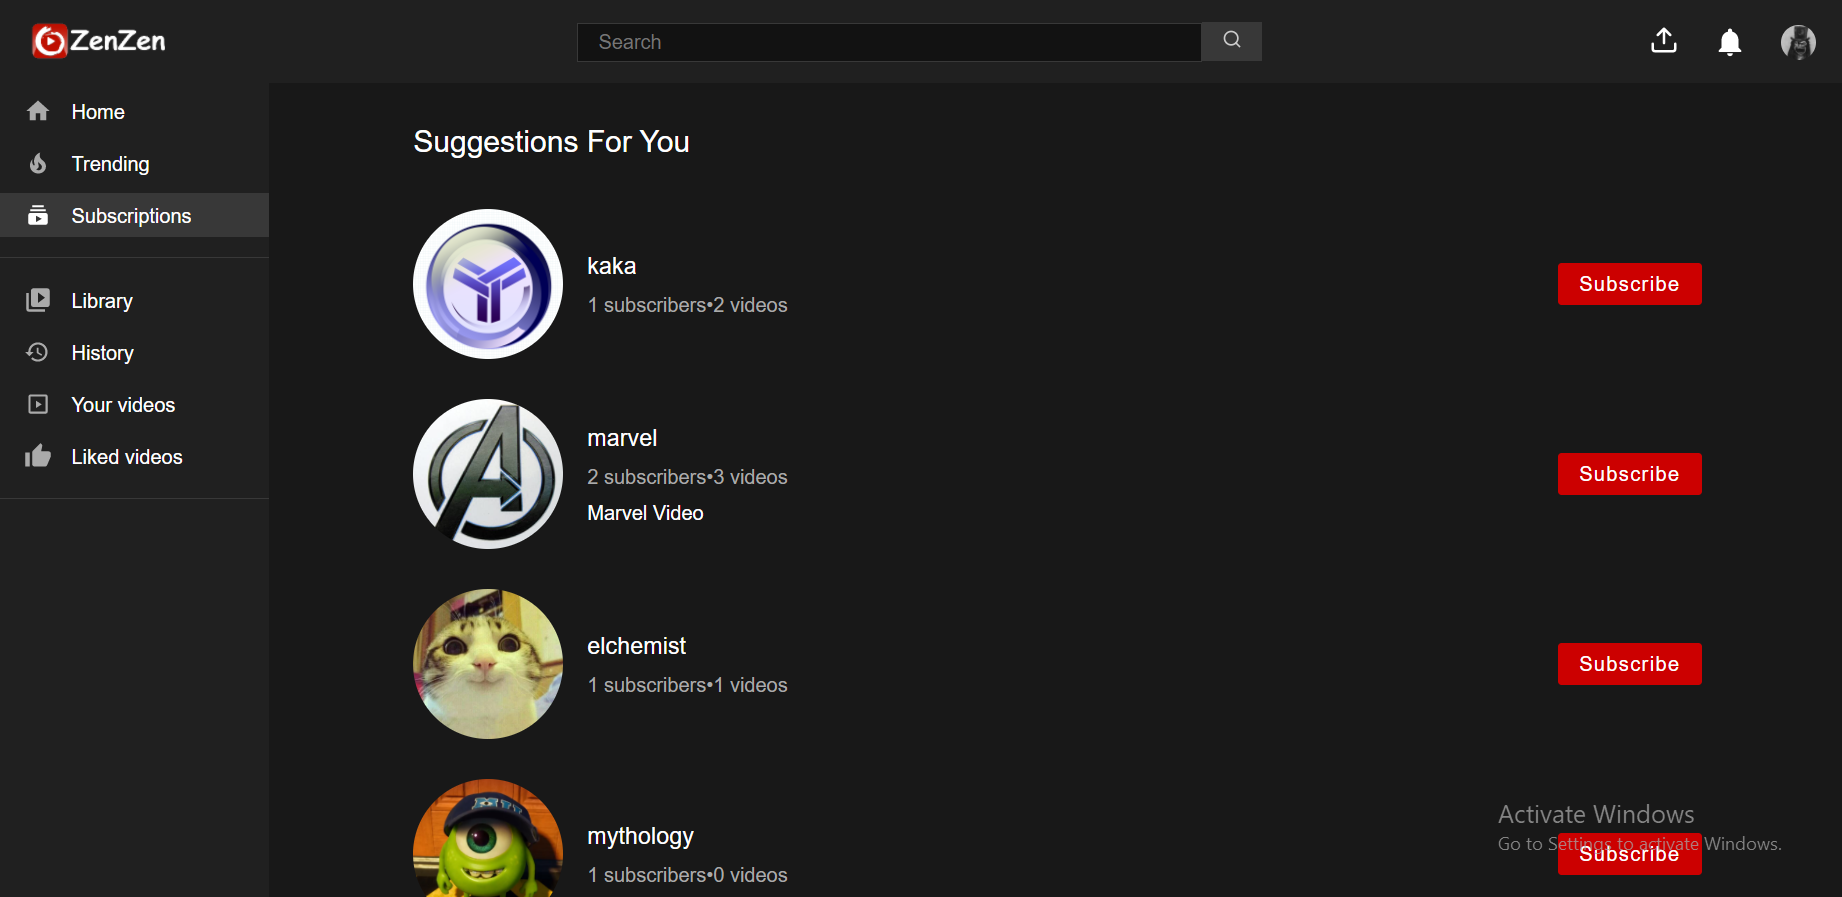 ZenZen
Search
Home
Trending
Subscriptions
Library
History
Your videos
Liked videos
Suggestions For You
kaka
1 subscribers•2 videos
Subscribe
marvel
2 subscribers•3 videos
Marvel Video
Subscribe
elchemist
1 subscribers•1 videos
Subscribe
mythology
1 subscribers•0 videos
Subscribe
Activate Windows
Go to Settings to activate Windows.